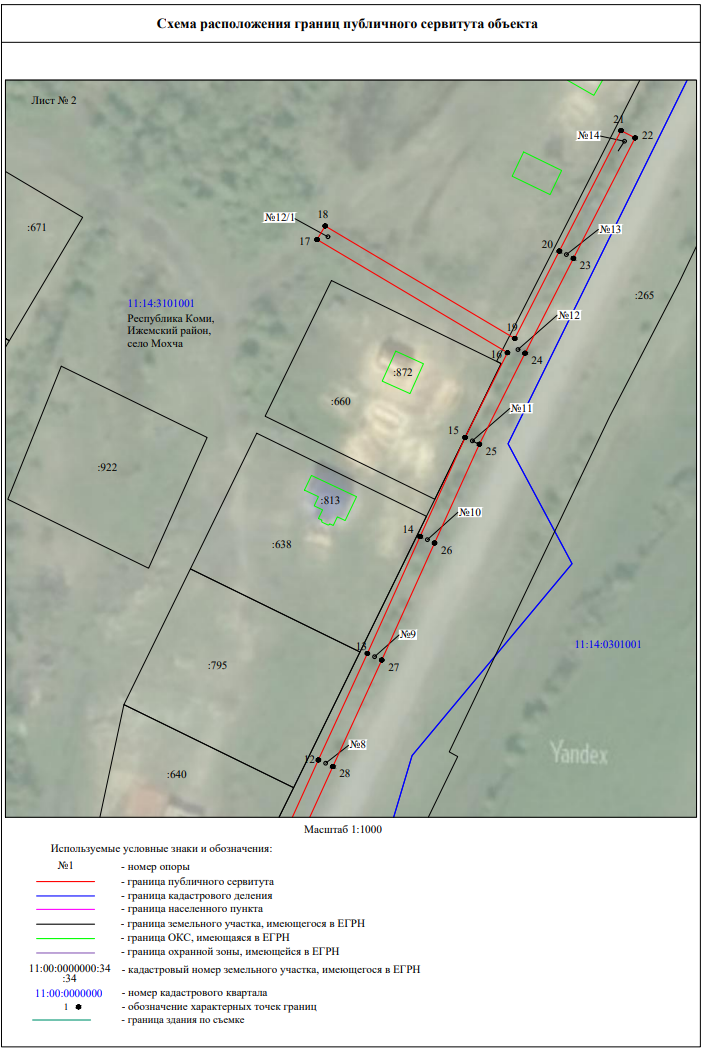 Схема расположения границ публичного сервитута объекта
Лист № 2
21
№14
22
:671
№12/1
18
17
20
№13
23
:265
11:14:3101001
Республика Коми,
Ижемский район,
село Мохча
19
№12
16
24
:872
:660
№11
15
25
:922
:813
№10
14
26
:638
№9
13
27
11:14:0301001
:795
№8
12
28
Yandex
:640
Масштаб 1:1000
Используемые условные знаки и обозначения:
№1 - номер опоры
- граница публичного сервитута
- граница кадастрового деления
- граница населенного пункта
- граница земельного участка, имеющегося в ЕГРН
- граница ОКС, имеющаяся в ЕГРН
- граница охранной зоны, имеющейся в ЕГРН
11:00:0000000:34 - кадастровый номер земельного участка, имеющегося в ЕГРН
:34
11:00:0000000 - номер кадастрового квартала
1 - обозначение характерных точек границ
- граница здания по съемке